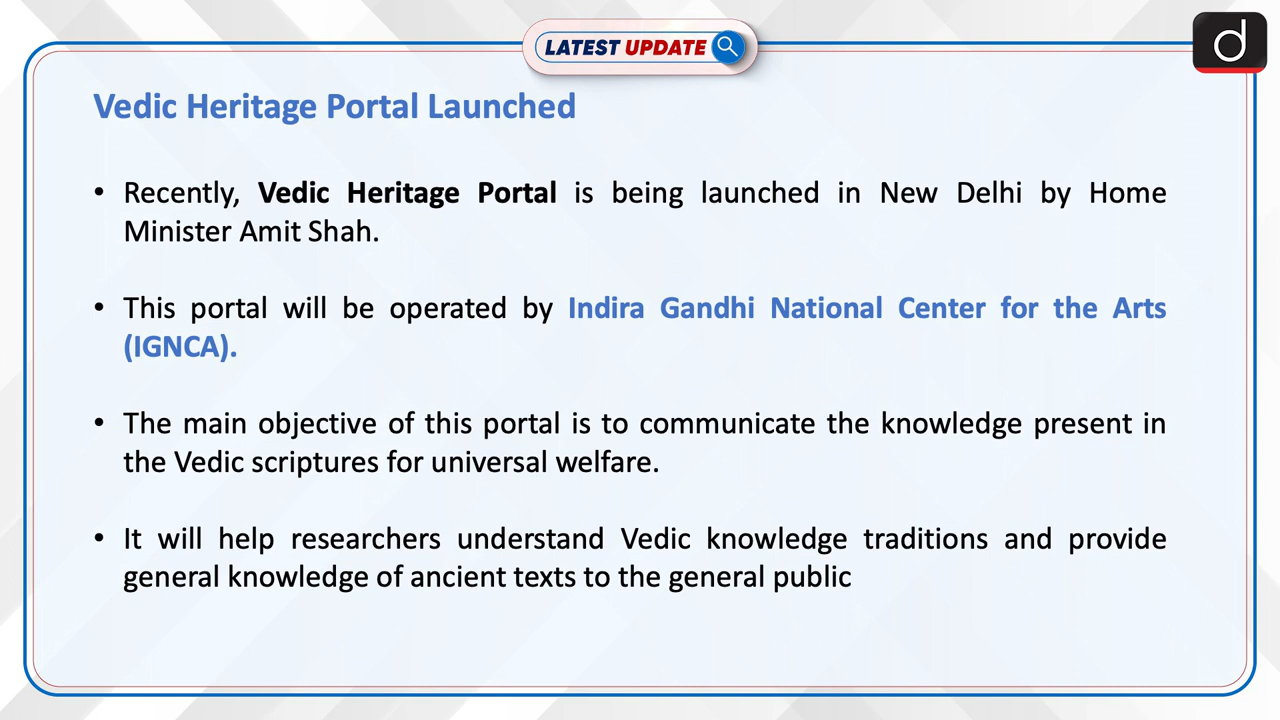 LATEST UPDATE
d
Vedic Heritage Portal Launched
• Recently, Vedic Heritage Portal is being launched in New Delhi by Home
Minister Amit Shah.
• This portal will be operated by Indira Gandhi National Center for the Arts
(IGNCA).
• The main objective of this portal is to communicate the knowledge present in
the Vedic scriptures for universal welfare.
• It will help researchers understand Vedic knowledge traditions and provide
general knowledge of ancient texts to the general public